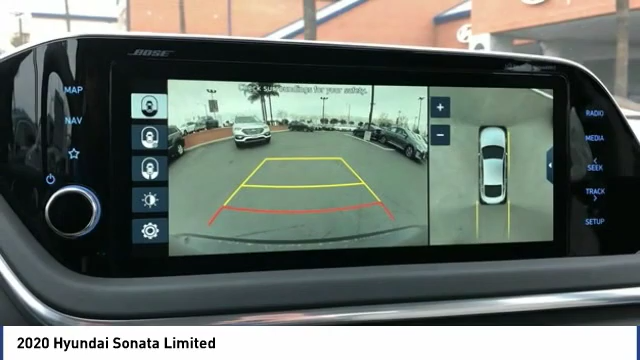 BOSE
Check surroundings for your safety.
MAP
NAV
+
-
RADIO
MEDIA
SEEK
TRACK
SETUP
2020 Hyundai Sonata Limited